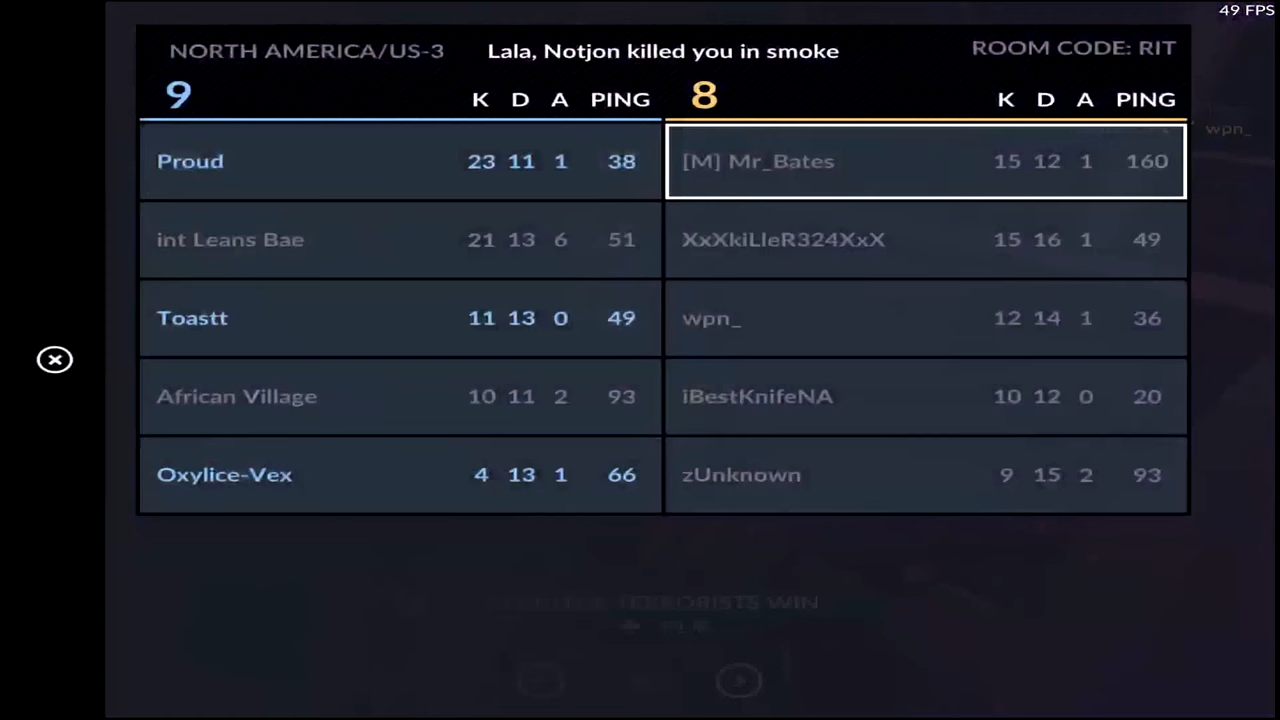 49 FPS
NORTH AMERICA/US-3 Lala, Notjon killed you in smoke ROOM CODE: RIT
9 K D A PING 8 K D A PING
wpn_
Proud 23 11 1 38 [M] Mr_Bates 15 12 1 160
int Leans Bae 21 13 6 51 XxXkiLleR324XxX 15 16 1 49
Toastt 11 13 0 49 wpn_ 12 14 1 36
African Village 10 11 2 93 iBestKnifeNA 10 12 0 20
Oxylice-Vex 4 13 1 66 zUnknown 9 15 2 93
TERRORISTS WIN